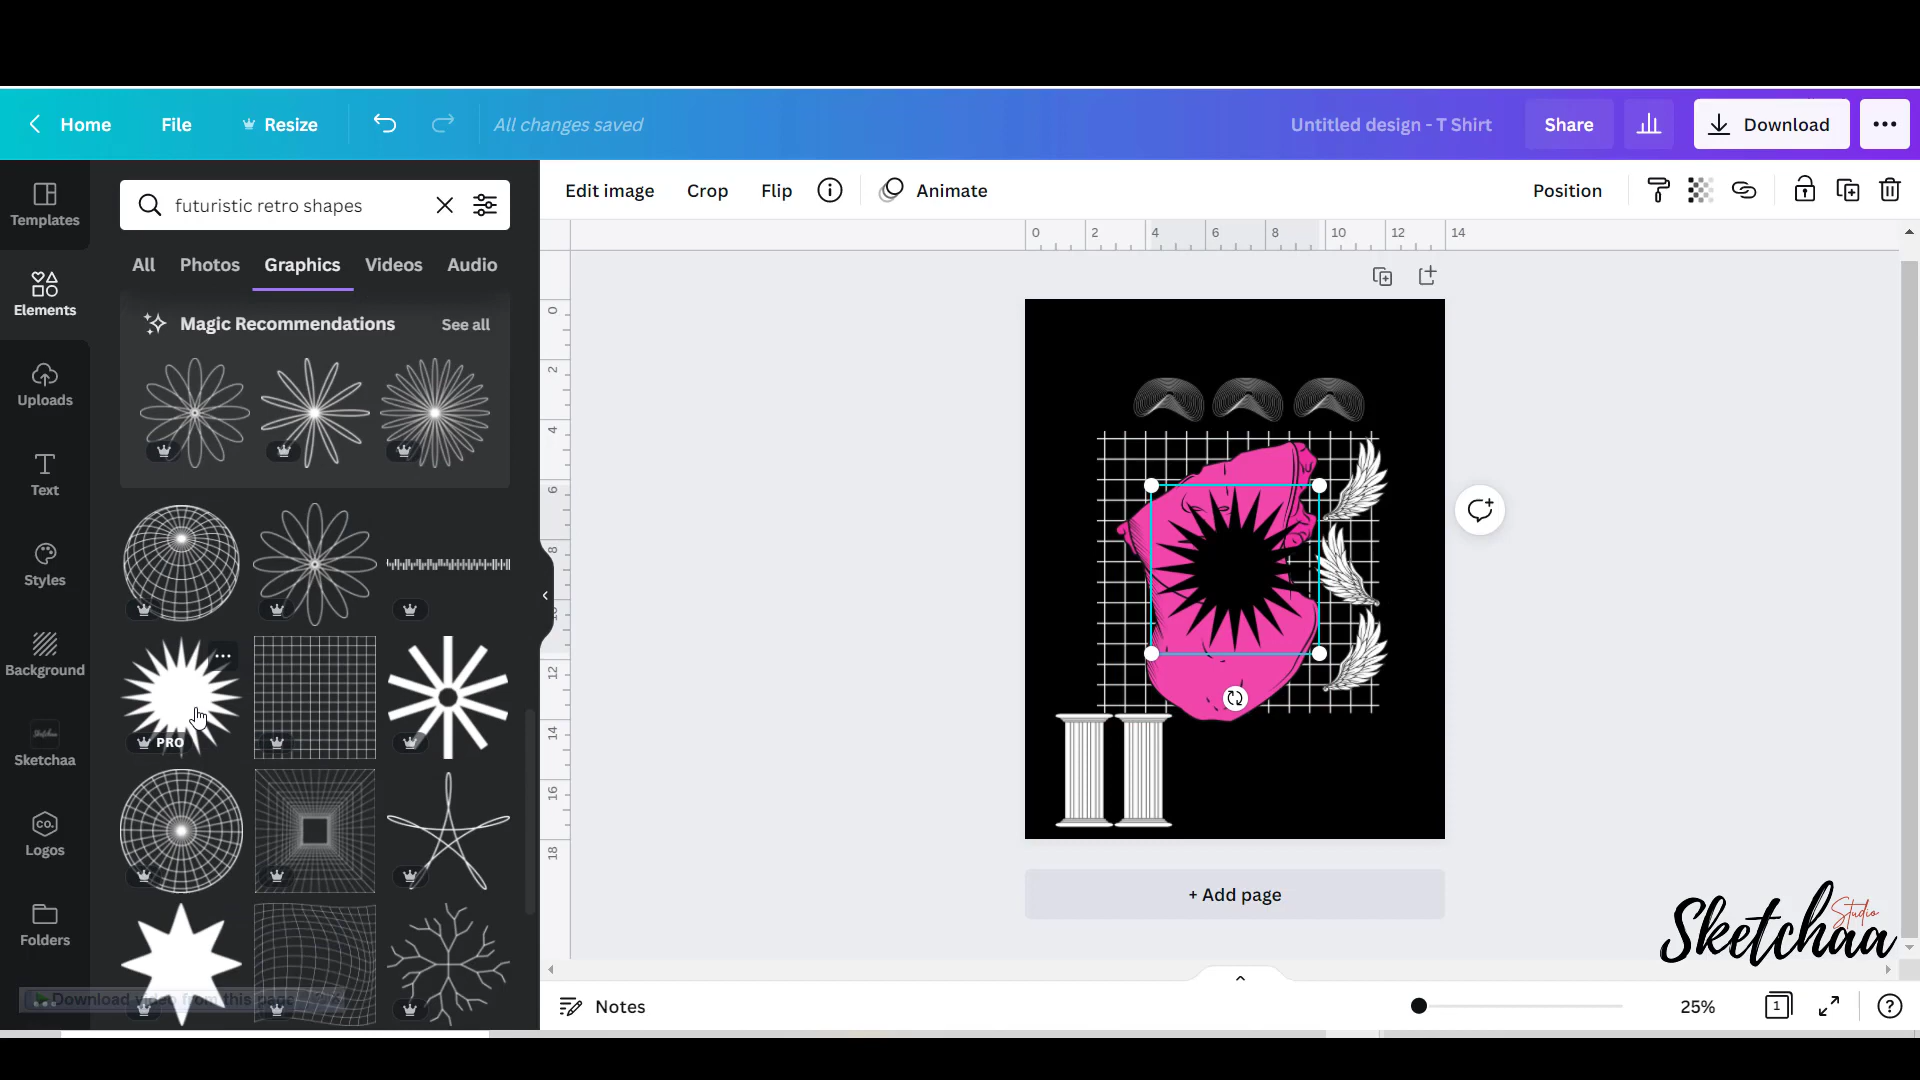 Home File Resize All changes saved Untitled design - T Shirt Share Download
Templates
Elements
Uploads
Text
Styles
Background
Sketchaa
Logos
Folders
futuristic retro shapes
All Photos Graphics Videos Audio
Magic Recommendations See all
PRO
Download video from this page
Edit image Crop Flip Animate Position
0 2 4 6 8 10 12 14
0
2
4
6
8
10
12
14
16
18
+ Add page
Sketchaa
Studio
Notes 25% 1
CO.